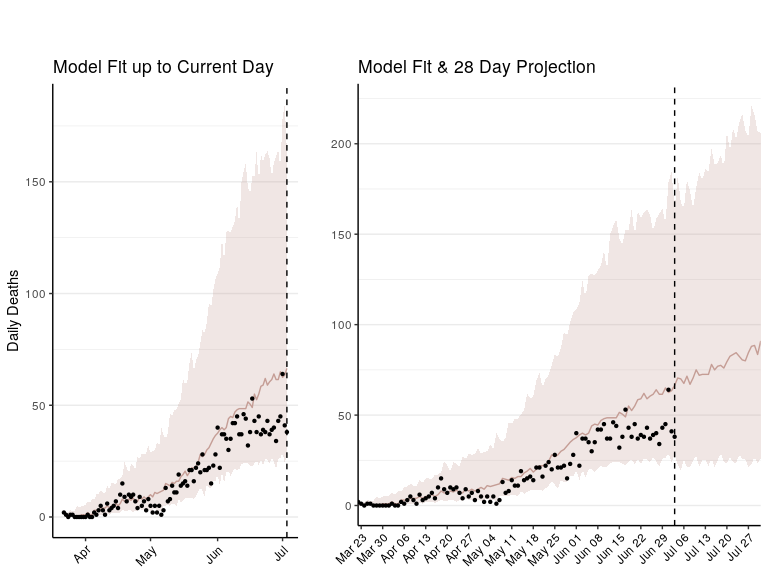 Model Fit up to Current Day
Model Fit & 28 Day Projection
Daily Deaths
150
100
50
0
Apr
May
Jun
Jul
200
150
100
50
0
Mar 23
Mar 30
Apr 06
Apr 13
Apr 20
Apr 27
May 04
May 11
May 18
May 25
Jun 01
Jun 08
Jun 15
Jun 22
Jun 29
Jul 06
Jul 13
Jul 20
Jul 27